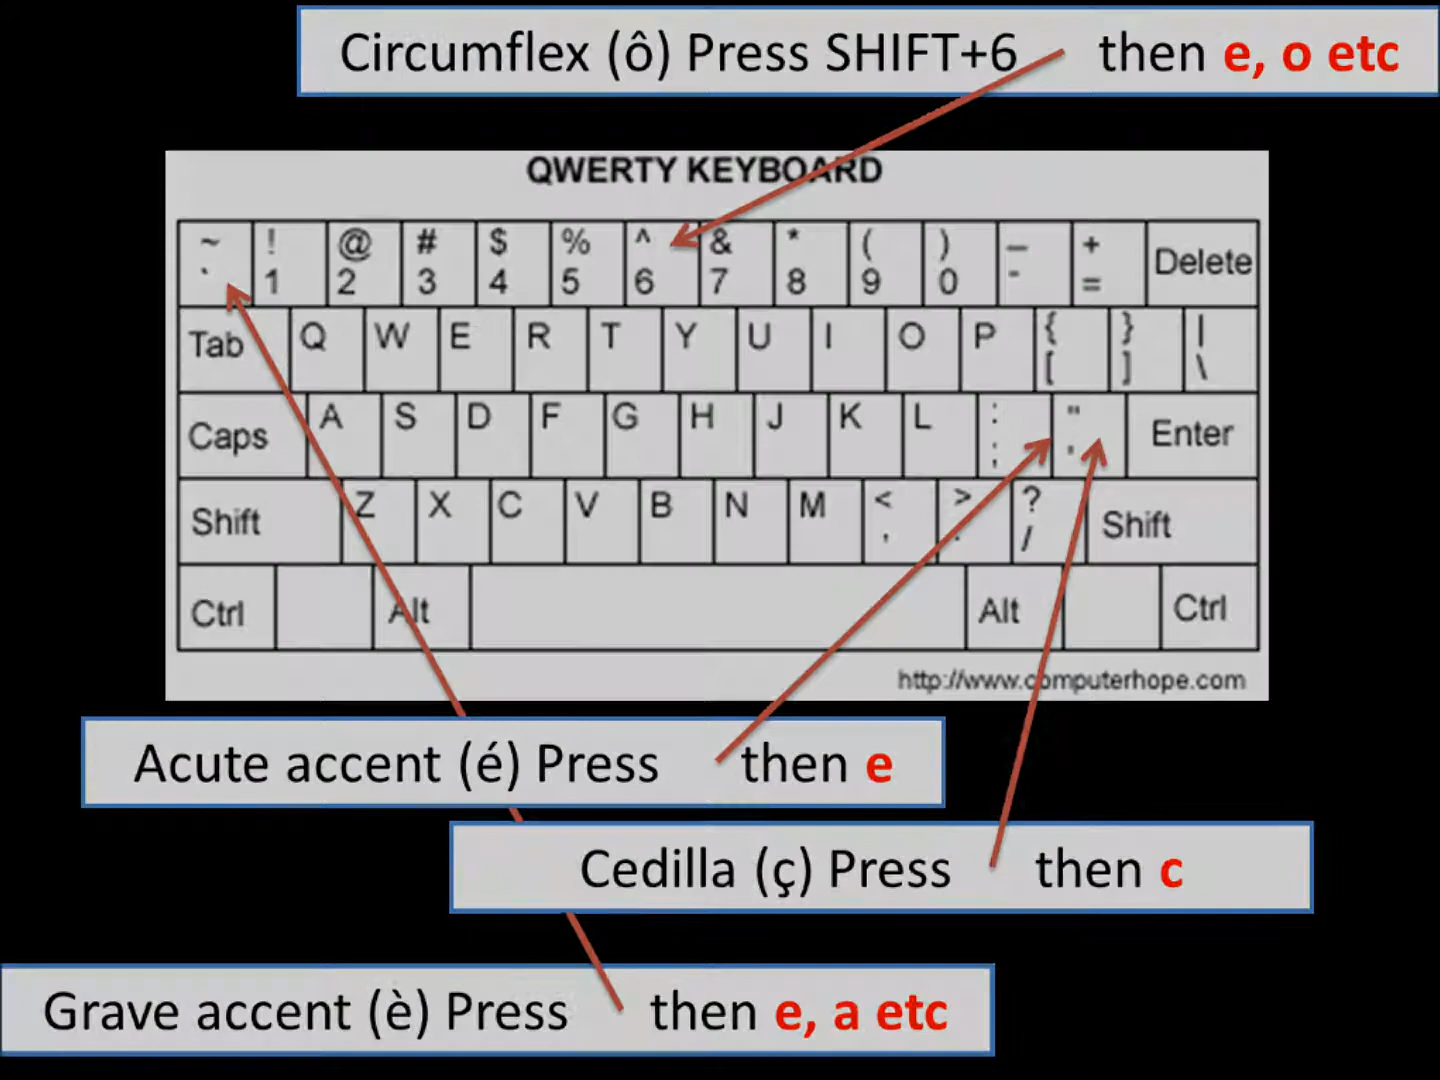 Circumflex (ô) Press SHIFT+6 then e, o etc
QWERTY KEYBOARD
~ ! @ # $ % ^ & * ( ) _ + Delete
` 1 2 3 4 5 6 7 8 9 0 - =
Tab Q W E R T Y U I O P { } |
[ ] \
Caps A S D F G H J K L : " Enter
; '
Shift Z X C V B N M < > ? Shift
, . /
Ctrl Alt Alt Ctrl
http://www.computerhope.com
Acute accent (é) Press then e
Cedilla (ç) Press then c
Grave accent (è) Press then e, a etc